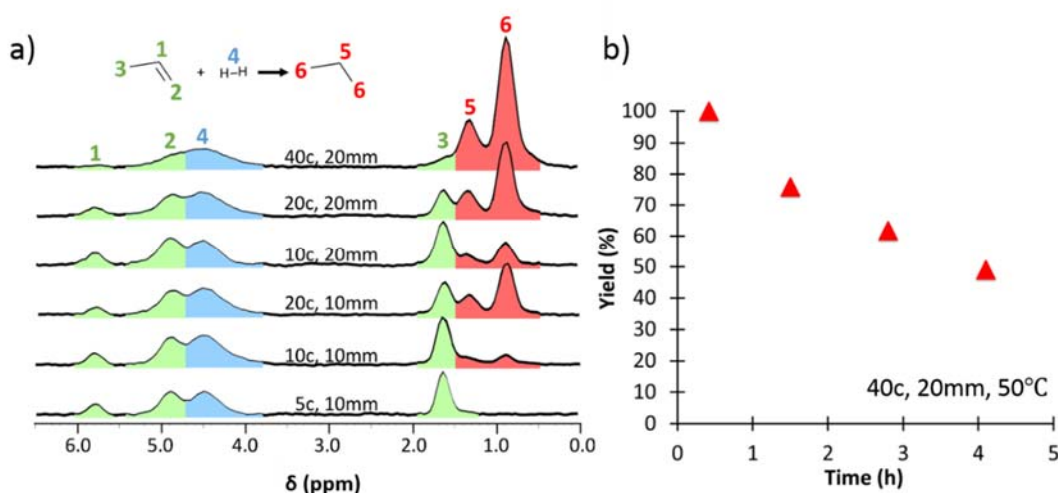 a)
1
4
5
3
+
H-H
6
2
6
6
5
1
2
4
3
40c, 20mm
20c, 20mm
10c, 20mm
20c, 10mm
10c, 10mm
5c, 10mm
6.0 5.0 4.0 3.0 2.0 1.0 0.0
δ (ppm)
b)
100
90
80
70
60
50
40
30
20
10
0
Yield (%)
40c, 20mm, 50°C
0 1 2 3 4 5
Time (h)